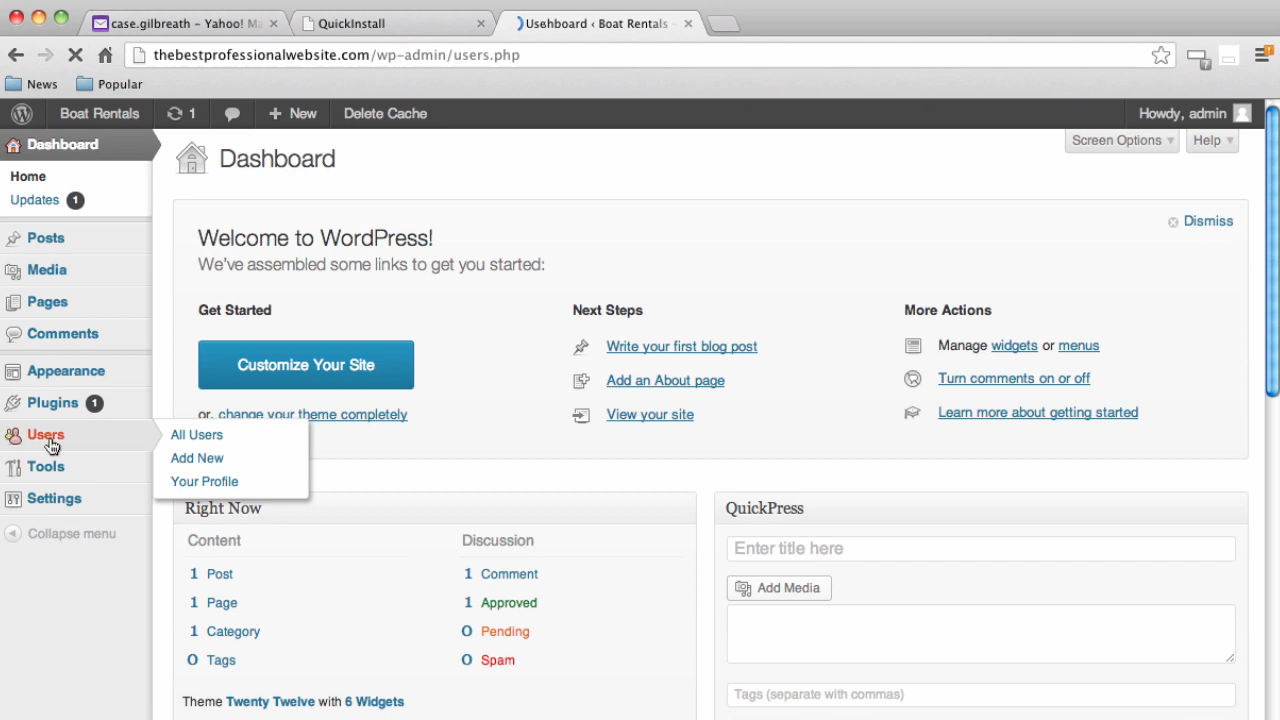 case.gilbreath – Yahoo! Ma
QuickInstall
Usehboard ‹ Boat Rentals
thebestprofessionalwebsite.com/wp-admin/users.php
News Popular
Boat Rentals 1 + New Delete Cache Howdy, admin
Dashboard
Home
Updates 1
Posts
Media
Pages
Comments
Appearance
Plugins 1
Users
Tools
Settings
Collapse menu
All Users
Add New
Your Profile
Dashboard
Screen Options Help
Welcome to WordPress!
Dismiss
We've assembled some links to get you started:
Get Started
Customize Your Site
or, change your theme completely
Next Steps
Write your first blog post
Add an About page
View your site
More Actions
Manage widgets or menus
Turn comments on or off
Learn more about getting started
Right Now
Content
1 Post
1 Page
1 Category
0 Tags
Discussion
1 Comment
1 Approved
0 Pending
0 Spam
Theme Twenty Twelve with 6 Widgets
QuickPress
Enter title here
Add Media
Tags (separate with commas)